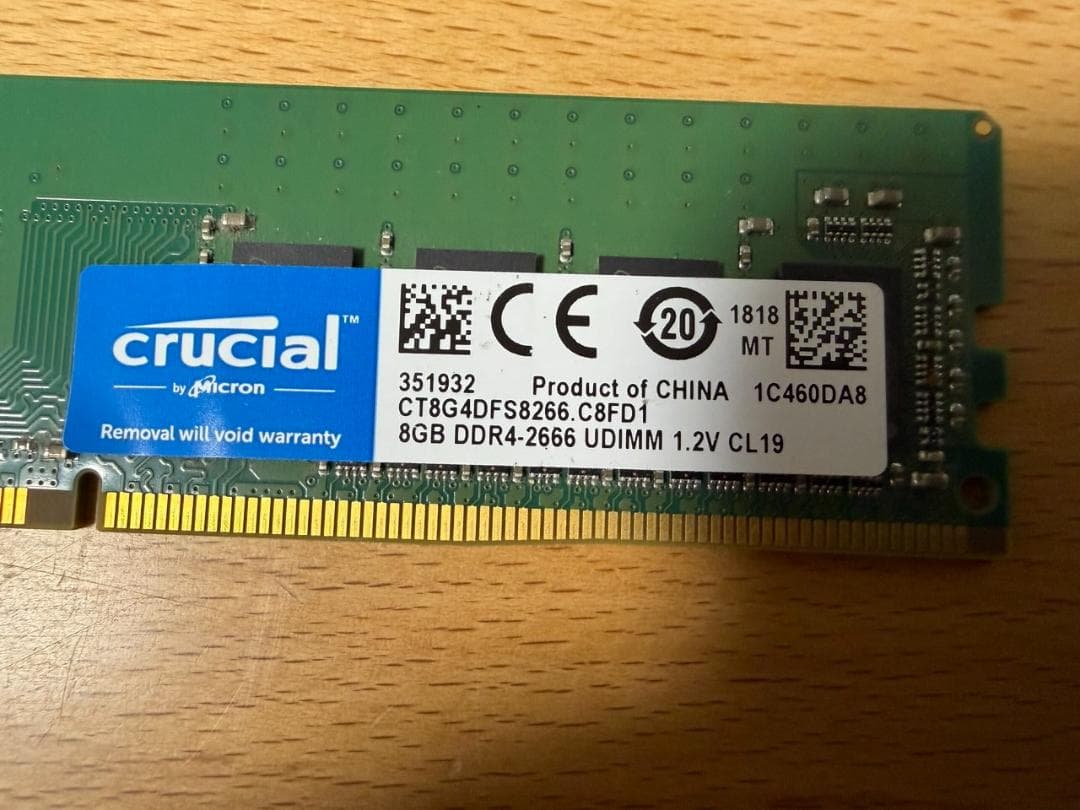 crucial™
by Micron
Removal will void warranty
CE 20 1818
MT
351932 Product of CHINA 1C460DA8
CT8G4DFS8266.C8FD1
8GB DDR4-2666 UDIMM 1.2V CL19